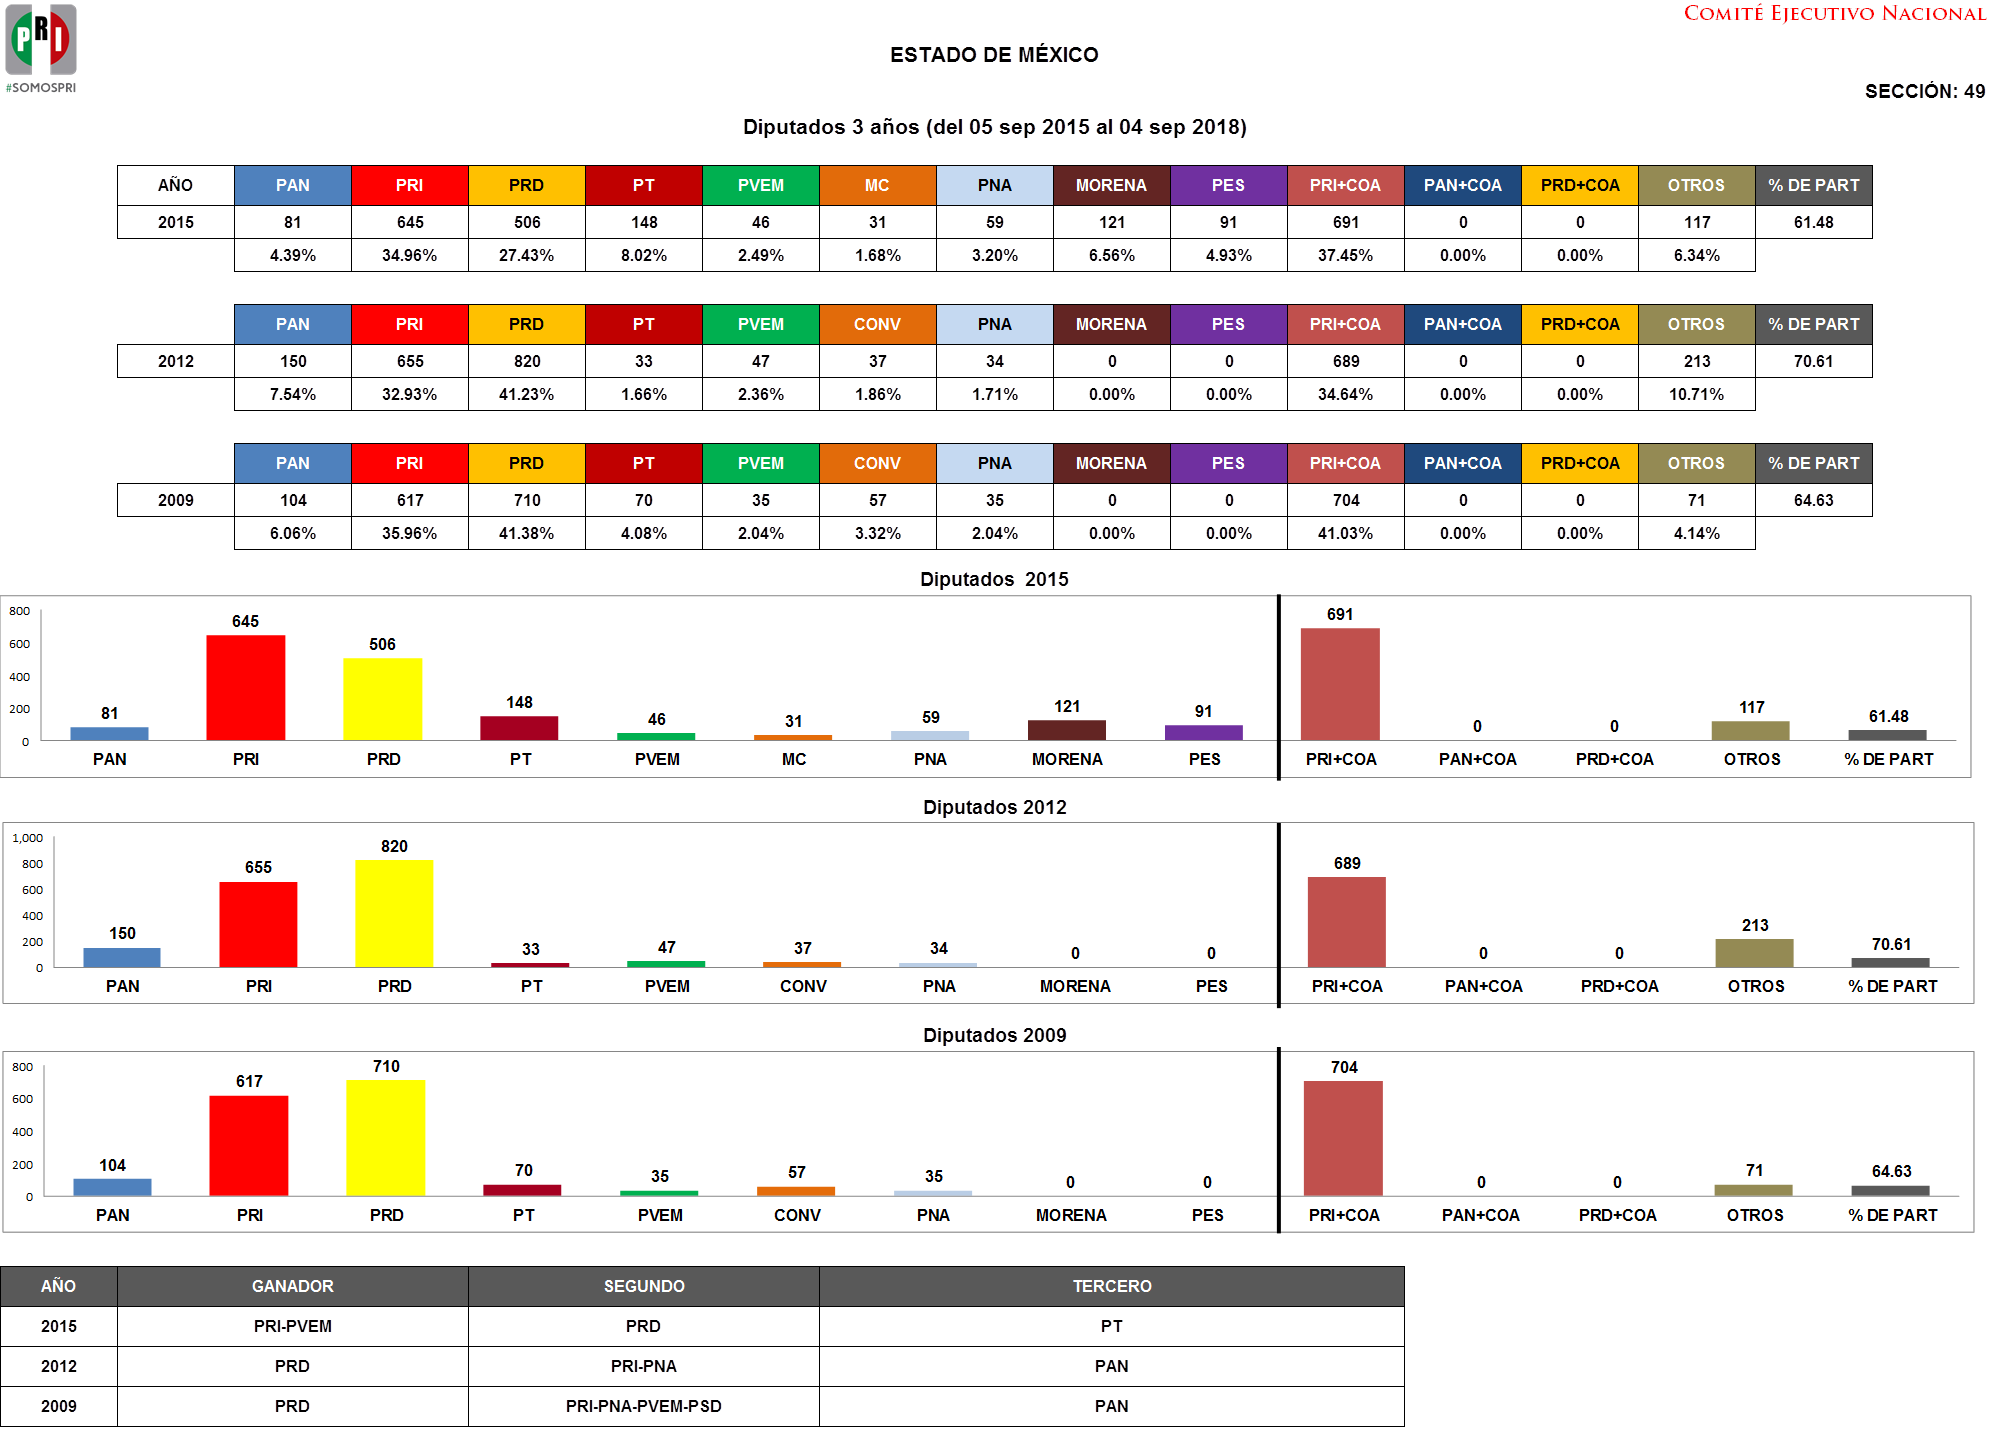 PRI
#SOMOSPRI
COMITÉ EJECUTIVO NACIONAL
ESTADO DE MÉXICO
SECCIÓN: 49
Diputados 3 años (del 05 sep 2015 al 04 sep 2018)
AÑO PAN PRI PRD PT PVEM MC PNA MORENA PES PRI+COA PAN+COA PRD+COA OTROS % DE PART
2015 81 645 506 148 46 31 59 121 91 691 0 0 117 61.48
4.39% 34.96% 27.43% 8.02% 2.49% 1.68% 3.20% 6.56% 4.93% 37.45% 0.00% 0.00% 6.34%
PAN PRI PRD PT PVEM CONV PNA MORENA PES PRI+COA PAN+COA PRD+COA OTROS % DE PART
2012 150 655 820 33 47 37 34 0 0 689 0 0 213 70.61
7.54% 32.93% 41.23% 1.66% 2.36% 1.86% 1.71% 0.00% 0.00% 34.64% 0.00% 0.00% 10.71%
PAN PRI PRD PT PVEM CONV PNA MORENA PES PRI+COA PAN+COA PRD+COA OTROS % DE PART
2009 104 617 710 70 35 57 35 0 0 704 0 0 71 64.63
6.06% 35.96% 41.38% 4.08% 2.04% 3.32% 2.04% 0.00% 0.00% 41.03% 0.00% 0.00% 4.14%
Diputados 2015
800
600
400
200
0
81 645 506 148 46 31 59 121 91 691 0 0 117 61.48
PAN PRI PRD PT PVEM MC PNA MORENA PES PRI+COA PAN+COA PRD+COA OTROS % DE PART
Diputados 2012
1,000
800
600
400
200
0
150 655 820 33 47 37 34 0 0 689 0 0 213 70.61
PAN PRI PRD PT PVEM CONV PNA MORENA PES PRI+COA PAN+COA PRD+COA OTROS % DE PART
Diputados 2009
800
600
400
200
0
104 617 710 70 35 57 35 0 0 704 0 0 71 64.63
PAN PRI PRD PT PVEM CONV PNA MORENA PES PRI+COA PAN+COA PRD+COA OTROS % DE PART
AÑO GANADOR SEGUNDO TERCERO
2015 PRI-PVEM PRD PT
2012 PRD PRI-PNA PAN
2009 PRD PRI-PNA-PVEM-PSD PAN